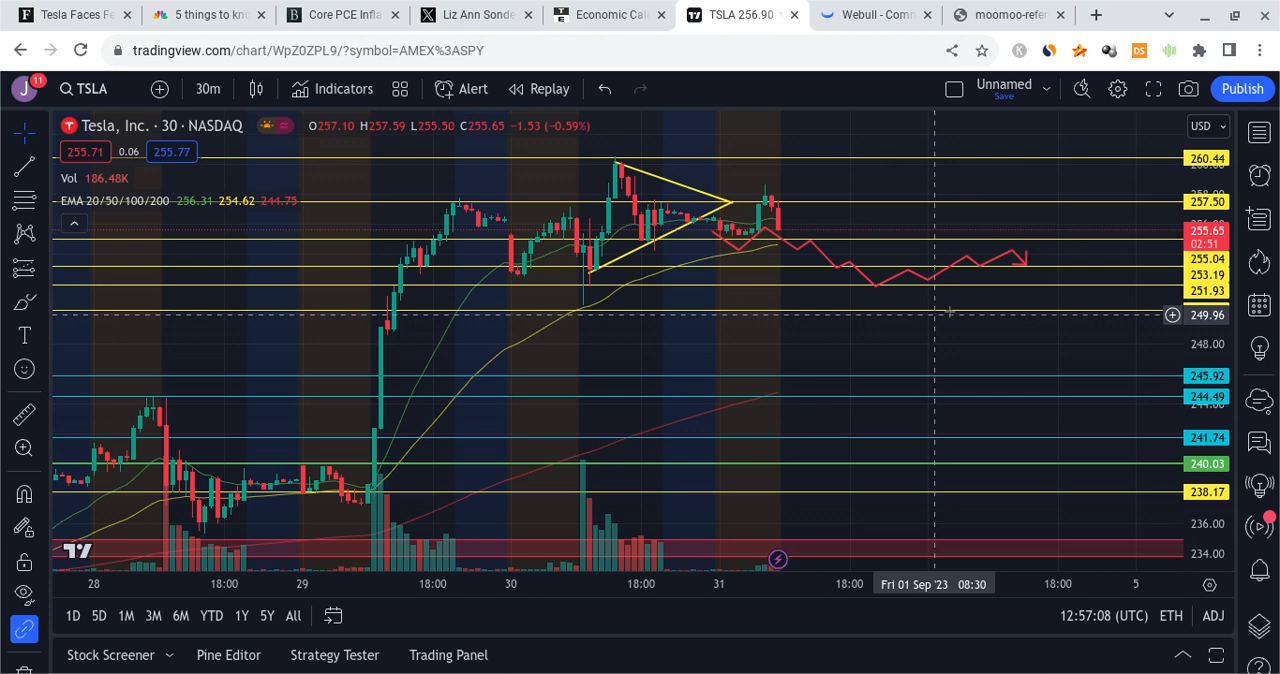 Tesla Faces Fe
5 things to kno
Core PCE Infla
Liz Ann Sonde
Economic Cale
TSLA 256.90
Webull - Comm
moomoo-refer
tradingview.com/chart/WpZ0ZPL9/?symbol=AMEX%3ASPY
J 11
TSLA
30m
Indicators
Alert
Replay
Unnamed
Save
Publish
Tesla, Inc. · 30 · NASDAQ
O257.10 H257.59 L255.50 C255.65 −1.53 (−0.59%)
USD
255.71
0.06
255.77
Vol 186.48K
EMA 20/50/100/200 256.31 254.62 244.75
260.44
257.50
255.65
02:51
255.04
253.19
251.93
249.96
248.00
245.92
244.49
241.74
240.03
238.17
236.00
234.00
28
18:00
29
18:00
30
18:00
31
18:00
Fri 01 Sep '23 08:30
18:00
5
1D
5D
1M
3M
6M
YTD
1Y
5Y
All
12:57:08 (UTC)
ETH
ADJ
Stock Screener
Pine Editor
Strategy Tester
Trading Panel